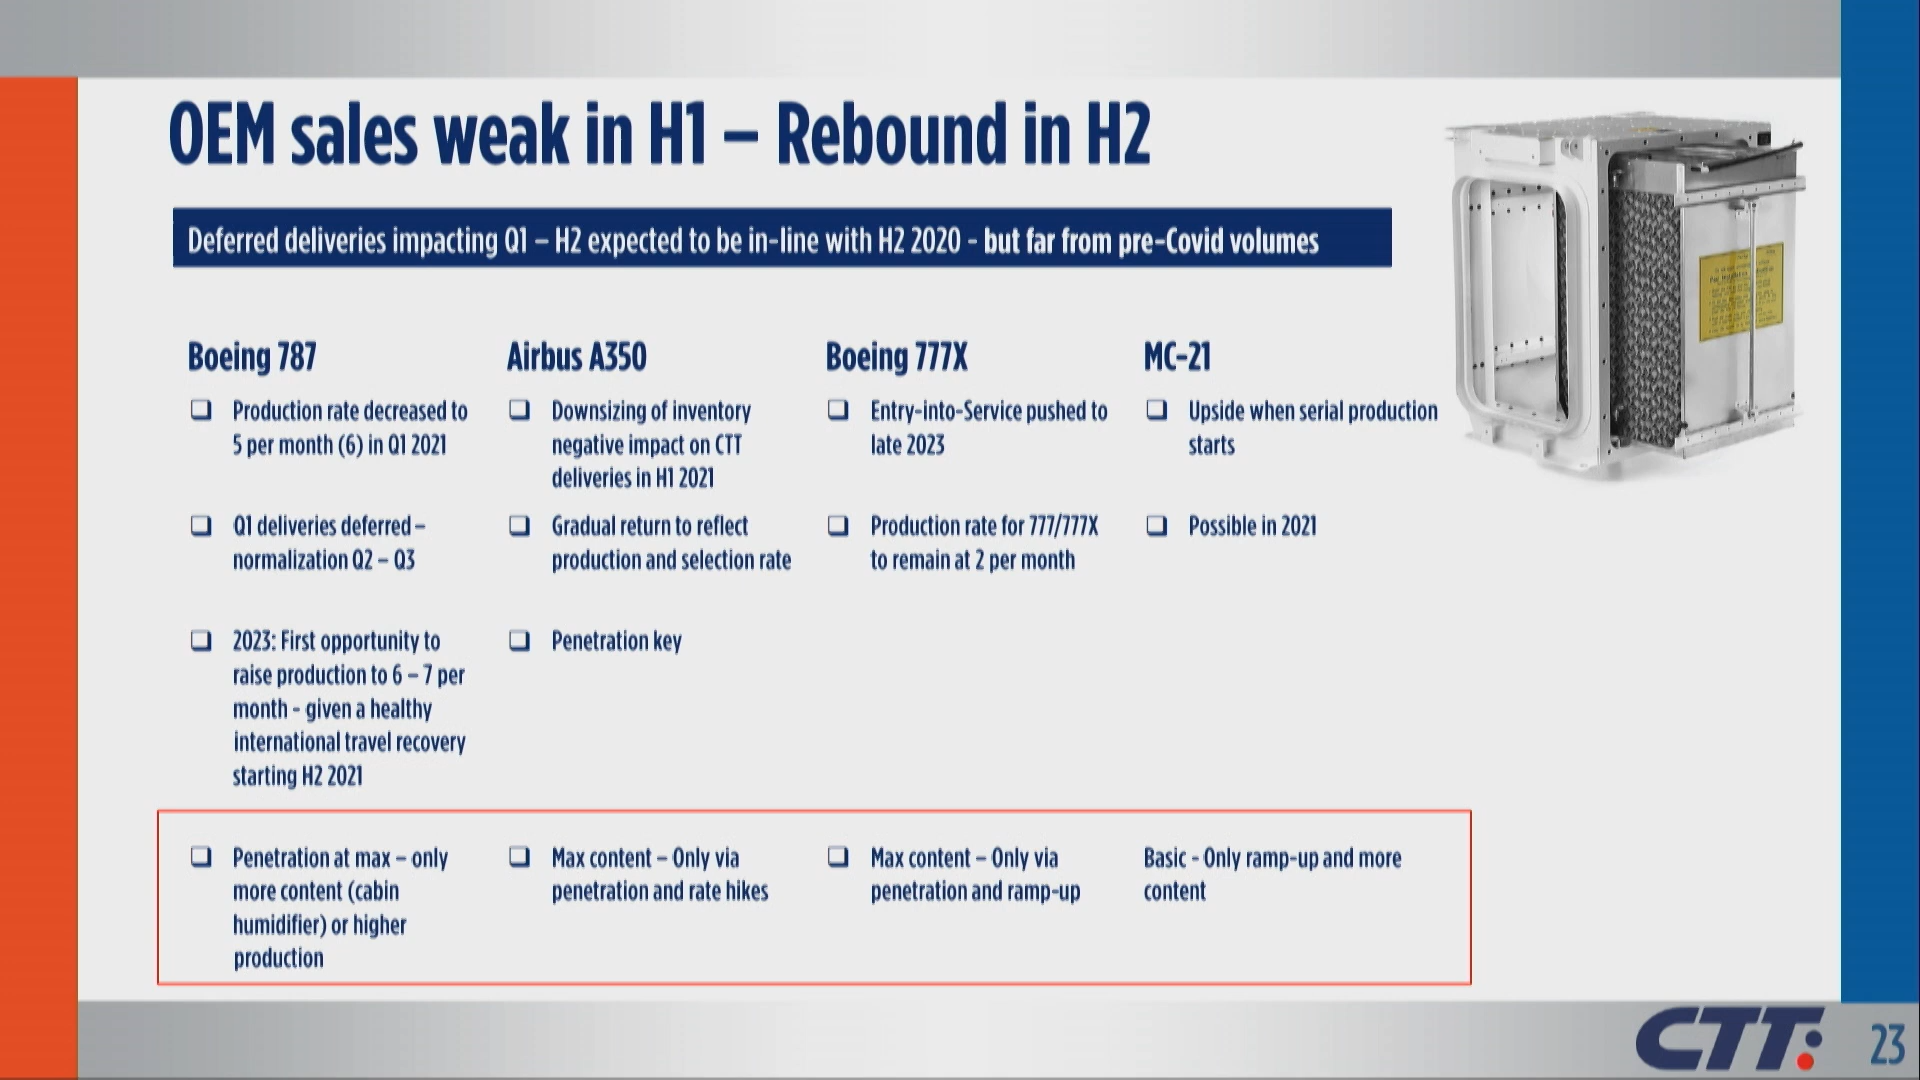 OEM sales weak in H1 – Rebound in H2
Deferred deliveries impacting Q1 – H2 expected to be in-line with H2 2020 - but far from pre-Covid volumes
Boeing 787
Production rate decreased to
5 per month (6) in Q1 2021
Q1 deliveries deferred –
normalization Q2 – Q3
2023: First opportunity to
raise production to 6 – 7 per
month - given a healthy
international travel recovery
starting H2 2021
Penetration at max – only
more content (cabin
humidifier) or higher
production
Airbus A350
Downsizing of inventory
negative impact on CTT
deliveries in H1 2021
Gradual return to reflect
production and selection rate
Penetration key
Max content – Only via
penetration and rate hikes
Boeing 777X
Entry-into-Service pushed to
late 2023
Production rate for 777/777X
to remain at 2 per month
Max content – Only via
penetration and ramp-up
MC-21
Upside when serial production
starts
Possible in 2021
Basic - Only ramp-up and more
content
CTT
23